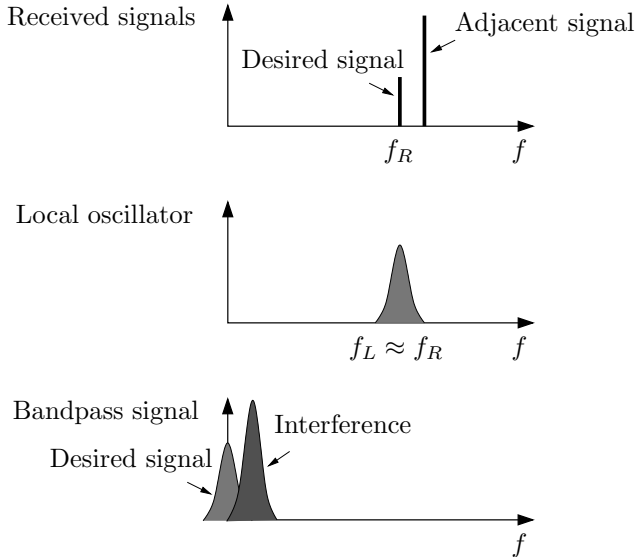 Received signals
Adjacent signal
Desired signal
f_R
f
Local oscillator
f_L ≈ f_R
f
Bandpass signal
Interference
Desired signal
f